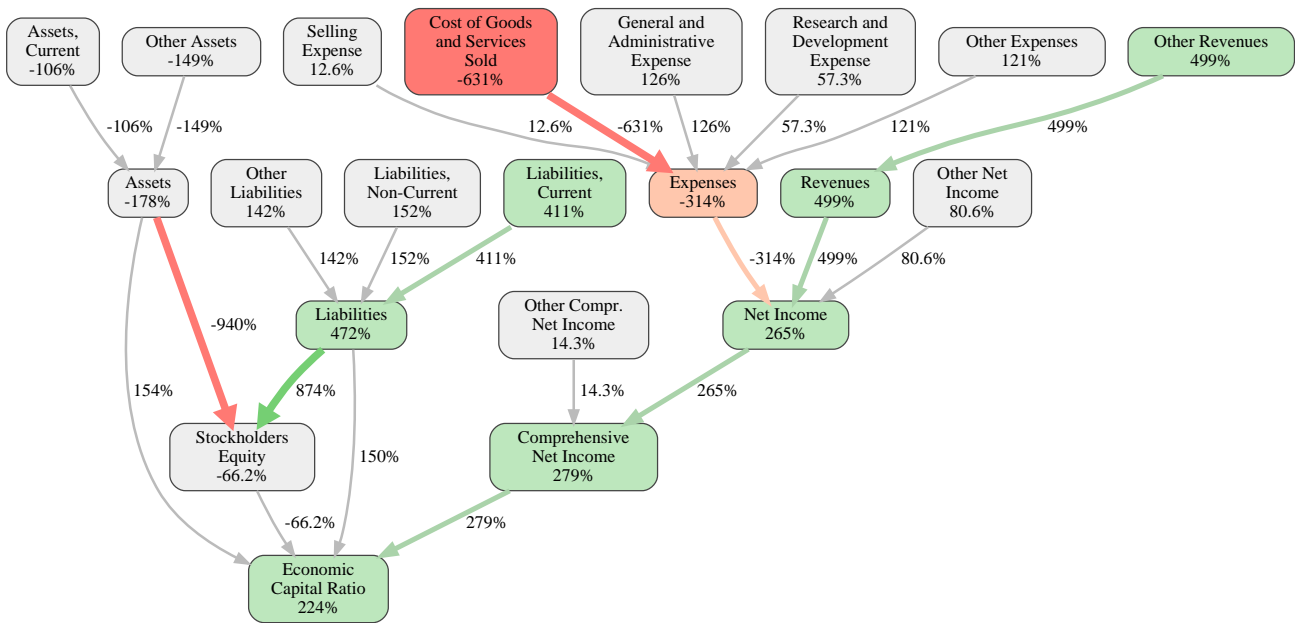 Assets,
Current
-106%
Other Assets
-149%
Selling
Expense
12.6%
Cost of Goods
and Services
Sold
-631%
General and
Administrative
Expense
126%
Research and
Development
Expense
57.3%
Other Expenses
121%
Other Revenues
499%
-106%
-149%
12.6%
-631%
126%
57.3%
121%
499%
Assets
-178%
Other
Liabilities
142%
Liabilities,
Non-Current
152%
Liabilities,
Current
411%
Expenses
-314%
Revenues
499%
Other Net
Income
80.6%
142%
152%
411%
-314%
499%
80.6%
Liabilities
472%
Other Compr.
Net Income
14.3%
Net Income
265%
-940%
154%
874%
14.3%
265%
Stockholders
Equity
-66.2%
150%
Comprehensive
Net Income
279%
-66.2%
279%
Economic
Capital Ratio
224%